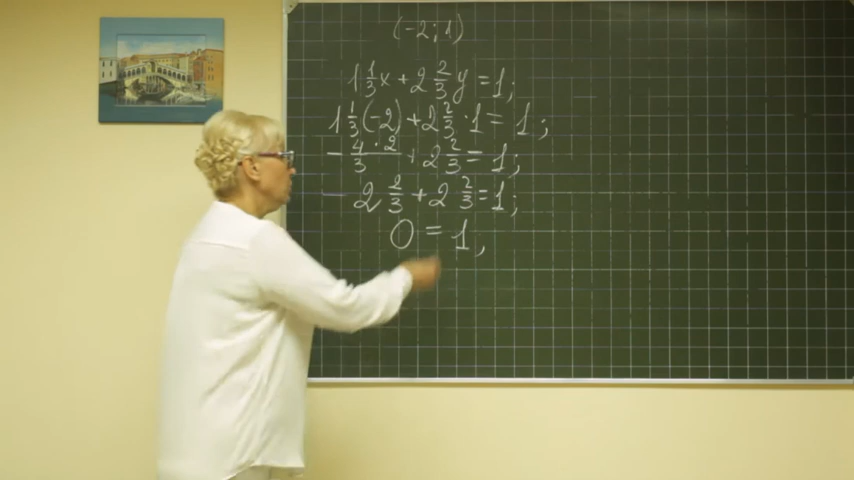 (-2; 1)
1 1/3 x + 2 2/3 y = 1;
1 1/3 (-2) + 2 2/3 · 1 = 1;
- 4 · 2/3 + 2 2/3 = 1;
- 2 2/3 + 2 2/3 = 1;
0 = 1,